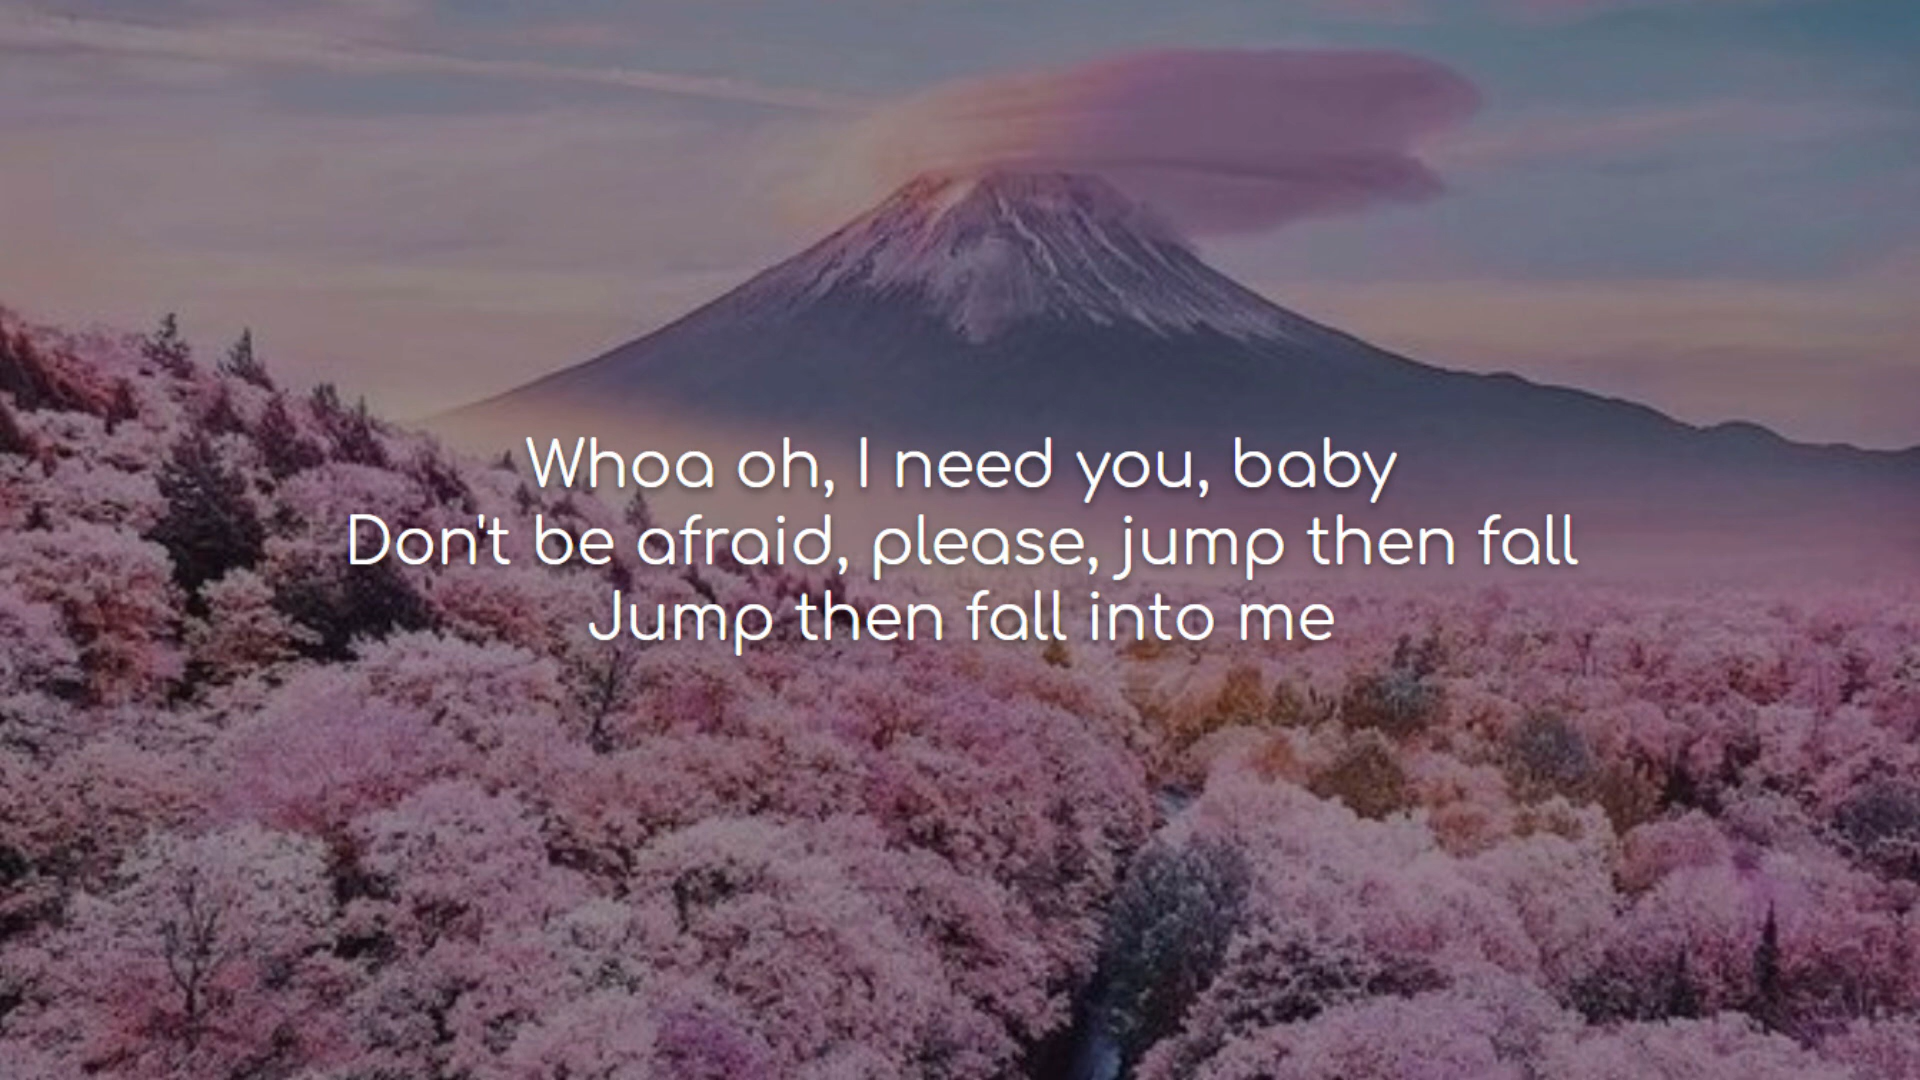 Whoa oh, I need you, baby
Don't be afraid, please, jump then fall
Jump then fall into me